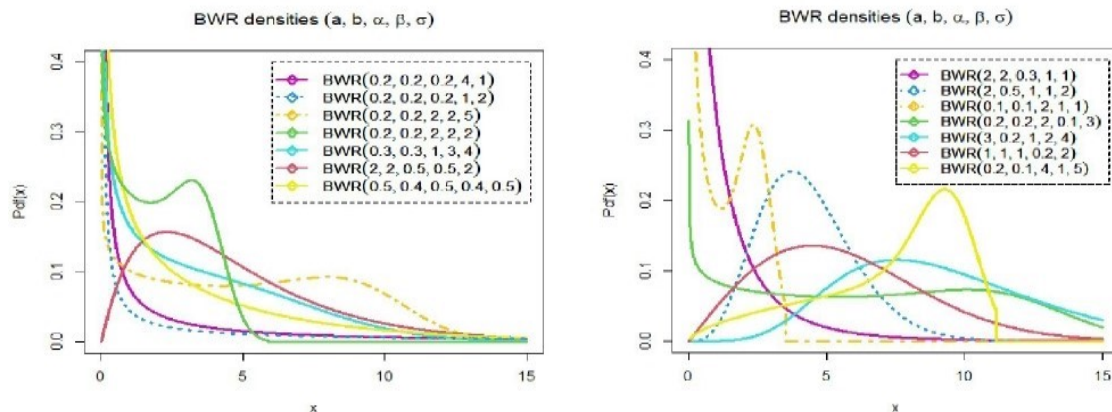 BWR densities (a, b, α, β, σ)
0.4
0.3
0.2
0.1
0.0
Pdf(x)
BWR(0.2, 0.2, 0.2, 4, 1)
BWR(0.2, 0.2, 0.2, 1, 2)
BWR(0.2, 0.2, 2, 2, 5)
BWR(0.2, 0.2, 2, 2, 2)
BWR(0.3, 0.3, 1, 3, 4)
BWR(2, 2, 0.5, 0.5, 2)
BWR(0.5, 0.4, 0.5, 0.4, 0.5)
0 5 10 15
x
BWR densities (a, b, α, β, σ)
0.4
0.3
0.2
0.1
0.0
Pdf(x)
BWR(2, 2, 0.3, 1, 1)
BWR(2, 0.5, 1, 1, 2)
BWR(0.1, 0.1, 2, 1, 1)
BWR(0.2, 0.2, 2, 0.1, 3)
BWR(3, 0.2, 1, 2, 4)
BWR(1, 1, 1, 0.2, 2)
BWR(0.2, 0.1, 4, 1, 5)
0 5 10 15
x